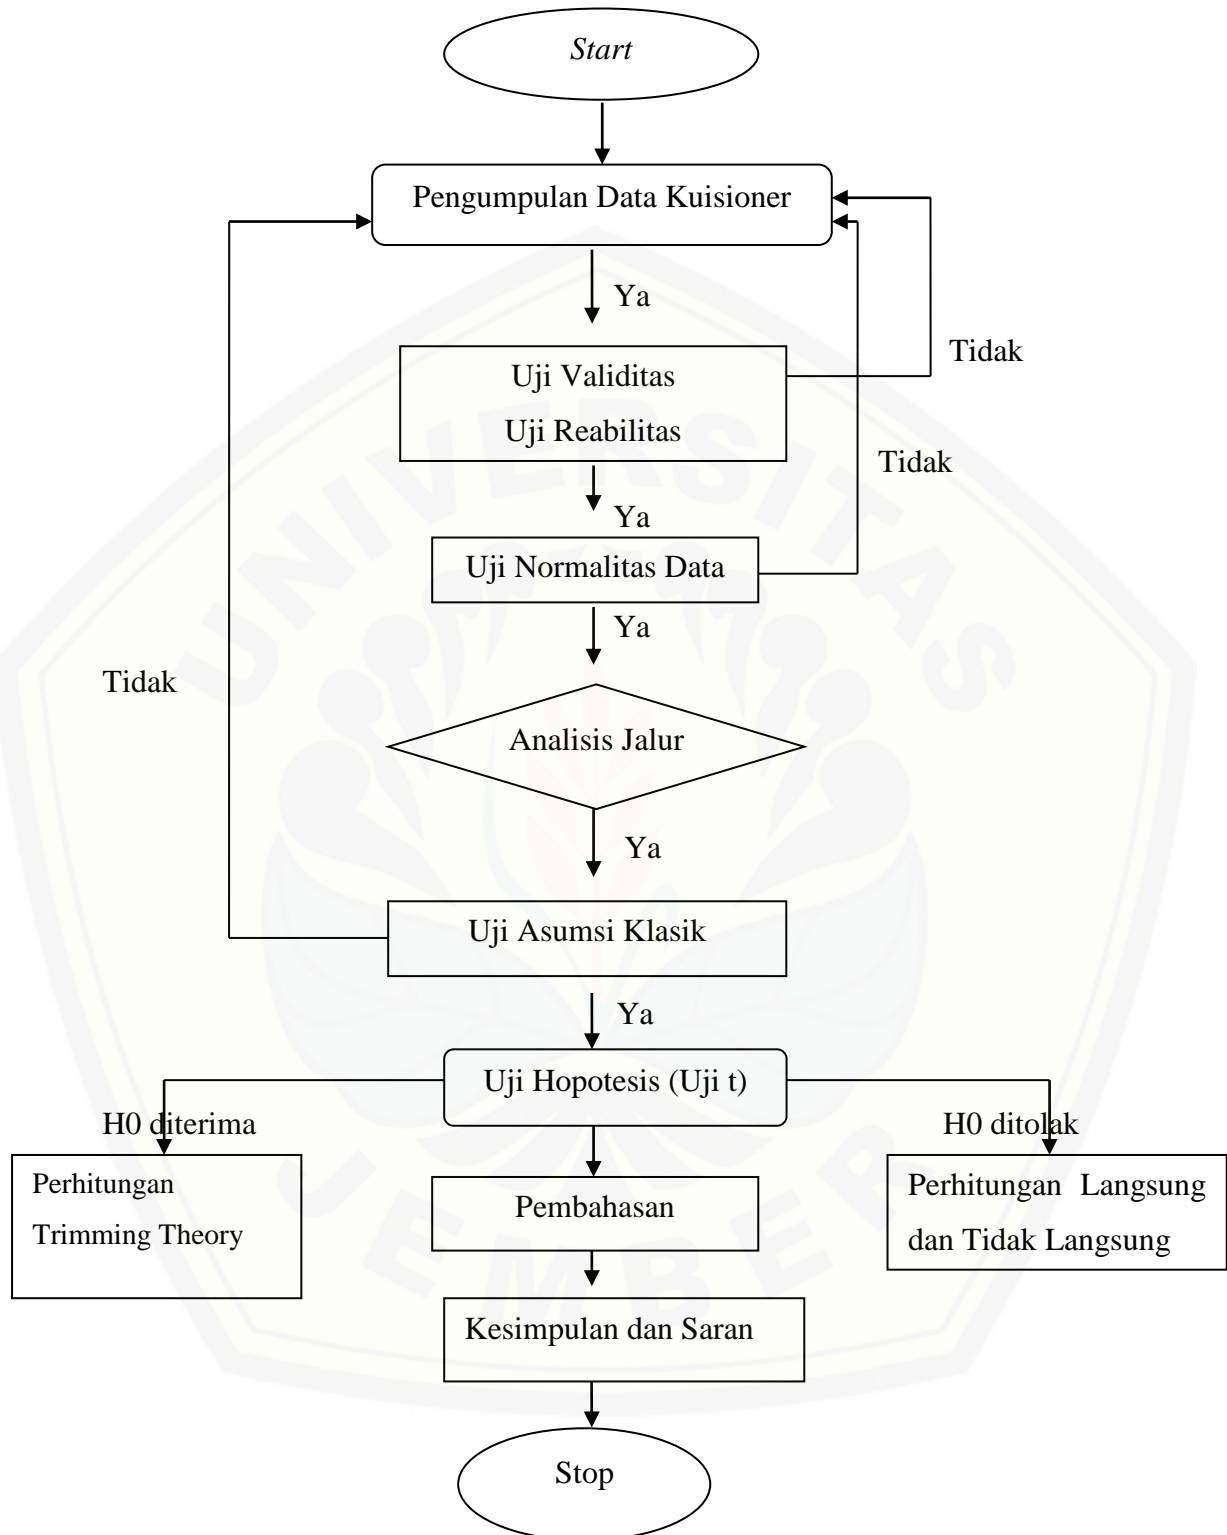 Start
Pengumpulan Data Kuisioner
Ya
Tidak
Uji Validitas
Uji Reabilitas
Tidak
Ya
Uji Normalitas Data
Ya
Tidak
Analisis Jalur
Ya
Uji Asumsi Klasik
Ya
Uji Hopotesis (Uji t)
H0 diterima
H0 ditolak
Perhitungan
Trimming Theory
Pembahasan
Perhitungan Langsung
dan Tidak Langsung
Kesimpulan dan Saran
Stop
UNIVERSITAS
JEMBER